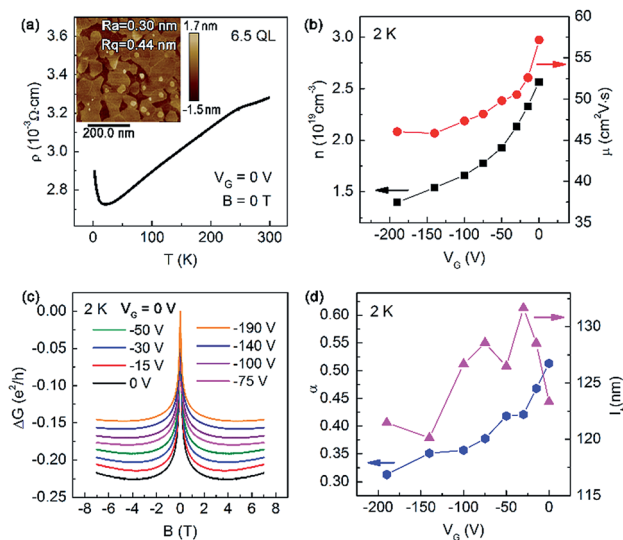 (a)
Ra=0.30 nm
Rq=0.44 nm
1.7 nm
-1.5 nm
200.0 nm
6.5 QL
V_G = 0 V
B = 0 T
ρ (10⁻³Ω·cm)
3.6
3.4
3.2
3.0
2.8
2.6
0 100 200 300
T (K)
(b)
2 K
n (10¹⁹cm⁻³)
3.0
2.5
2.0
1.5
μ (cm²/V·s)
60
55
50
45
40
35
-200 -150 -100 -50 0
V_G (V)
(c)
2 K V_G = 0 V
-50 V
-30 V
-15 V
0 V
-190 V
-140 V
-100 V
-75 V
ΔG (e²/h)
0.00
-0.05
-0.10
-0.15
-0.20
-0.25
-8 -6 -4 -2 0 2 4 6 8
B (T)
(d)
2 K
α
0.60
0.55
0.50
0.45
0.40
0.35
0.30
(nm)
132
126
120
115
-200 -150 -100 -50 0
V_G (V)